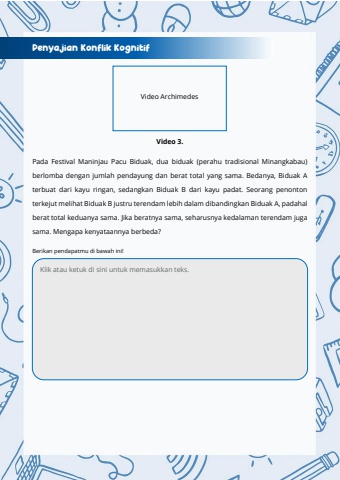 Penyajian Konflik Kognitif
Video Archimedes
Video 3.
Pada Festival Maninjau Pacu Biduak, dua biduak (perahu tradisional Minangkabau)
berlomba dengan jumlah pendayung dan berat total yang sama. Bedanya, Biduak A
terbuat dari kayu ringan, sedangkan Biduak B dari kayu padat. Seorang penonton
terkejut melihat Biduak B justru terendam lebih dalam dibandingkan Biduak A, padahal
berat total keduanya sama. Jika beratnya sama, seharusnya kedalaman terendam juga
sama. Mengapa kenyataannya berbeda?
Berikan pendapatmu di bawah ini!
Klik atau ketuk di sini untuk memasukkan teks.